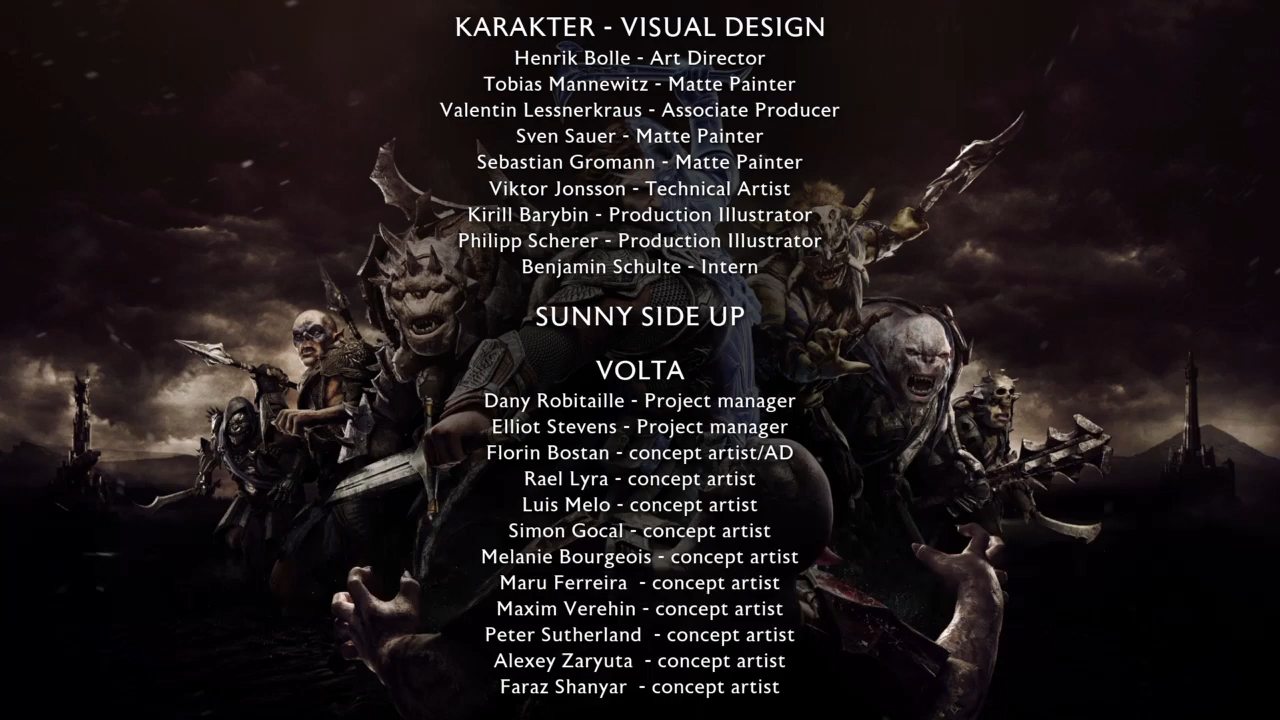 KARAKTER - VISUAL DESIGN
Henrik Bolle - Art Director
Tobias Mannewitz - Matte Painter
Valentin Lessnerkraus - Associate Producer
Sven Sauer - Matte Painter
Sebastian Gromann - Matte Painter
Viktor Jonsson - Technical Artist
Kirill Barybin - Production Illustrator
Philipp Scherer - Production Illustrator
Benjamin Schulte - Intern
SUNNY SIDE UP
VOLTA
Dany Robitaille - Project manager
Elliot Stevens - Project manager
Florin Bostan - concept artist/AD
Rael Lyra - concept artist
Luis Melo - concept artist
Simon Gocal - concept artist
Melanie Bourgeois - concept artist
Maru Ferreira  - concept artist
Maxim Verehin - concept artist
Peter Sutherland  - concept artist
Alexey Zaryuta  - concept artist
Faraz Shanyar  - concept artist